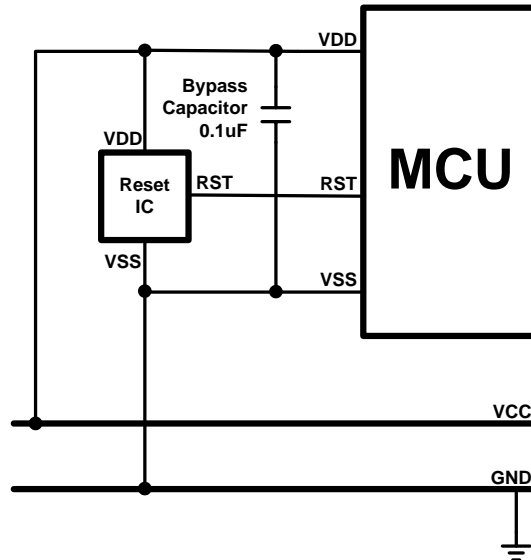 VDD
Bypass
Capacitor
0.1uF
VDD
Reset
IC
RST
RST
MCU
VSS
VSS
VCC
GND